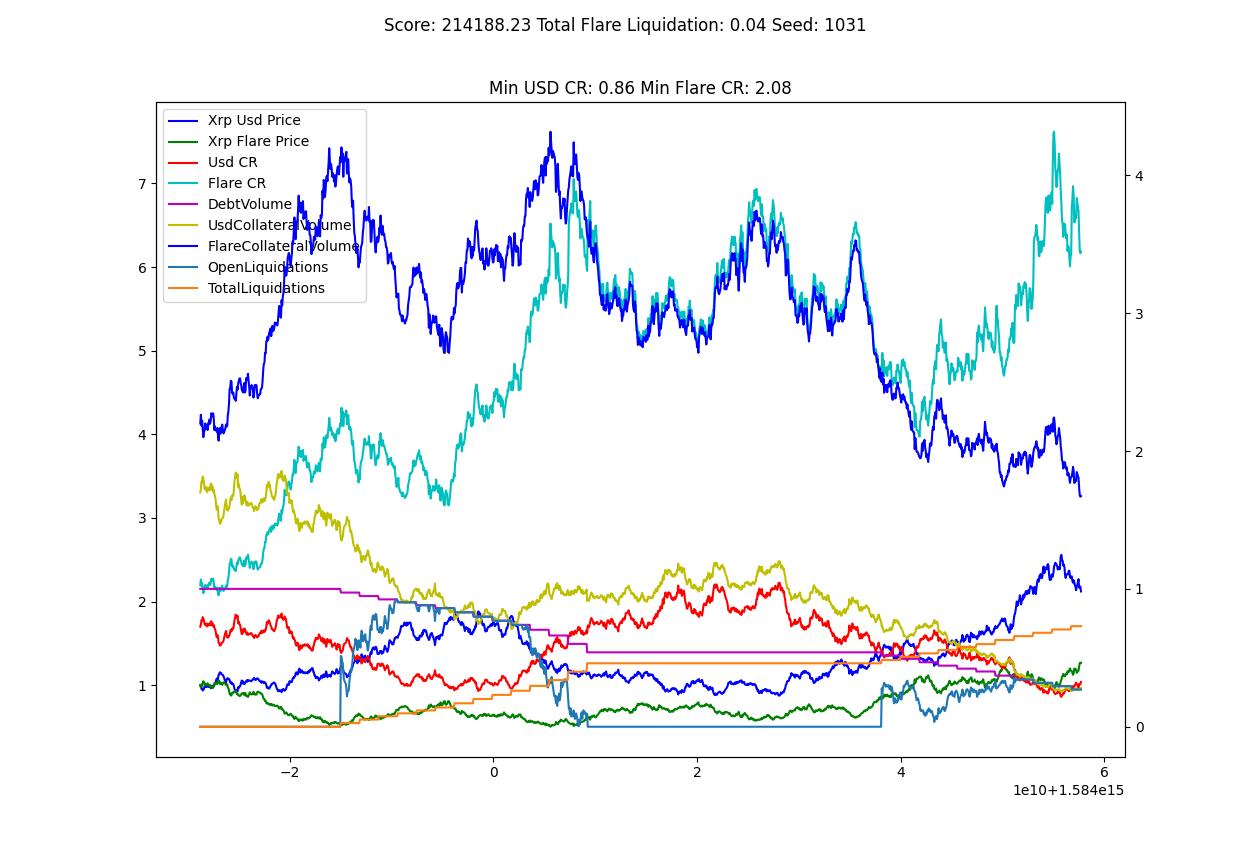 Score: 214188.23 Total Flare Liquidation: 0.04 Seed: 1031
Min USD CR: 0.86 Min Flare CR: 2.08
Xrp Usd Price
Xrp Flare Price
Usd CR
Flare CR
DebtVolume
UsdCollateralVolume
FlareCollateralVolume
OpenLiquidations
TotalLiquidations
7
6
5
4
3
2
1
4
3
2
1
0
−2
0
2
4
6
1e10+1.584e15